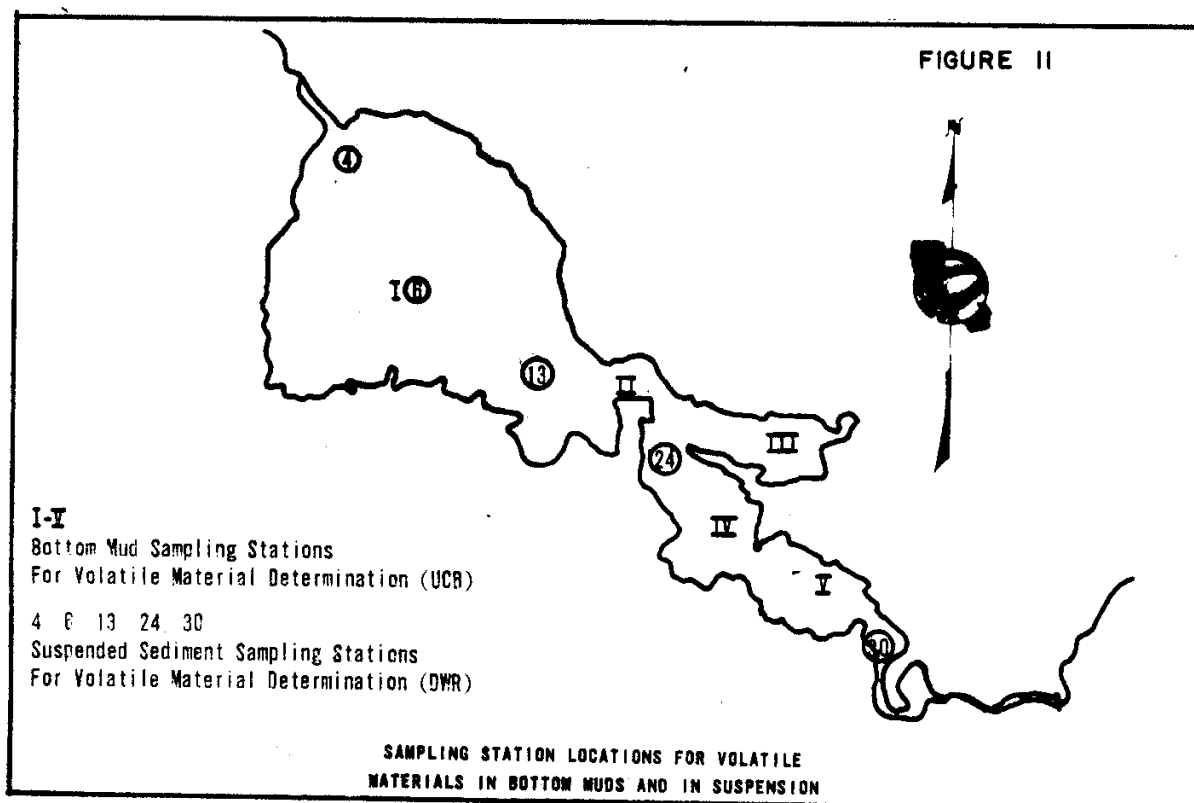 FIGURE II
N
4
I 6
13
II
III
24
IV
V
30
I-V
Bottom Mud Sampling Stations
For Volatile Material Determination (UCR)
4 6 13 24 30
Suspended Sediment Sampling Stations
For Volatile Material Determination (DWR)
SAMPLING STATION LOCATIONS FOR VOLATILE
MATERIALS IN BOTTOM MUDS AND IN SUSPENSION